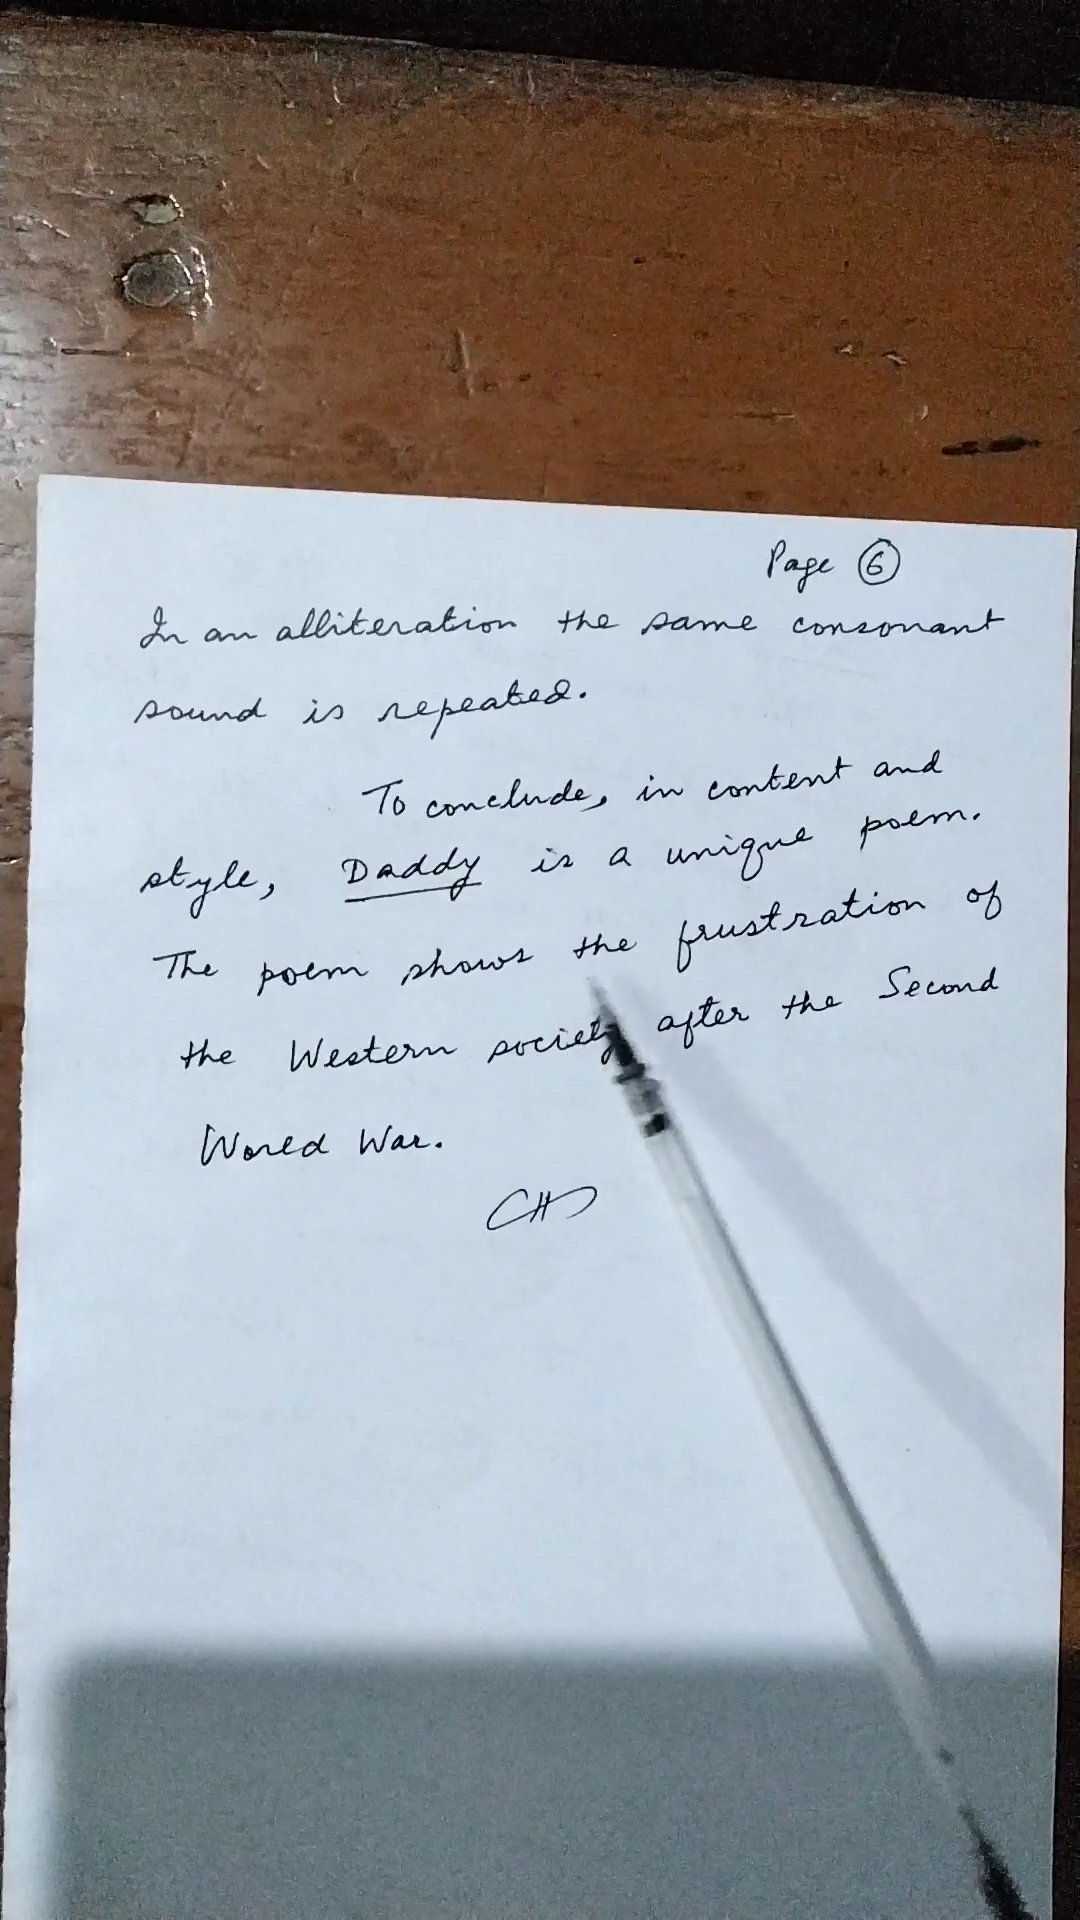 Page 6
In an alliteration the same consonant
sound is repeated.
To conclude, in content and
style, Daddy is a unique poem.
The poem shows the frustration of
the Western society after the Second
World War.